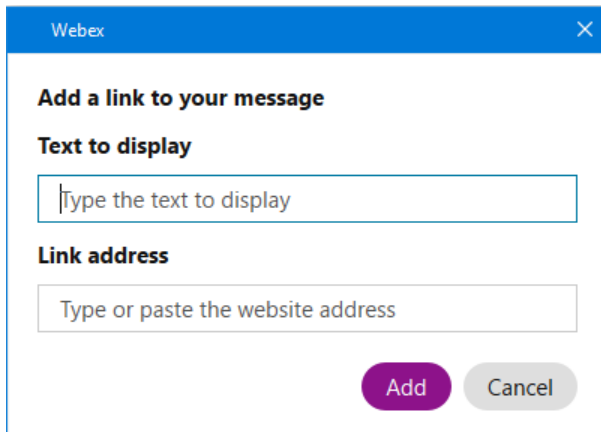 Webex
Add a link to your message
Text to display
Type the text to display
Link address
Type or paste the website address
Add Cancel